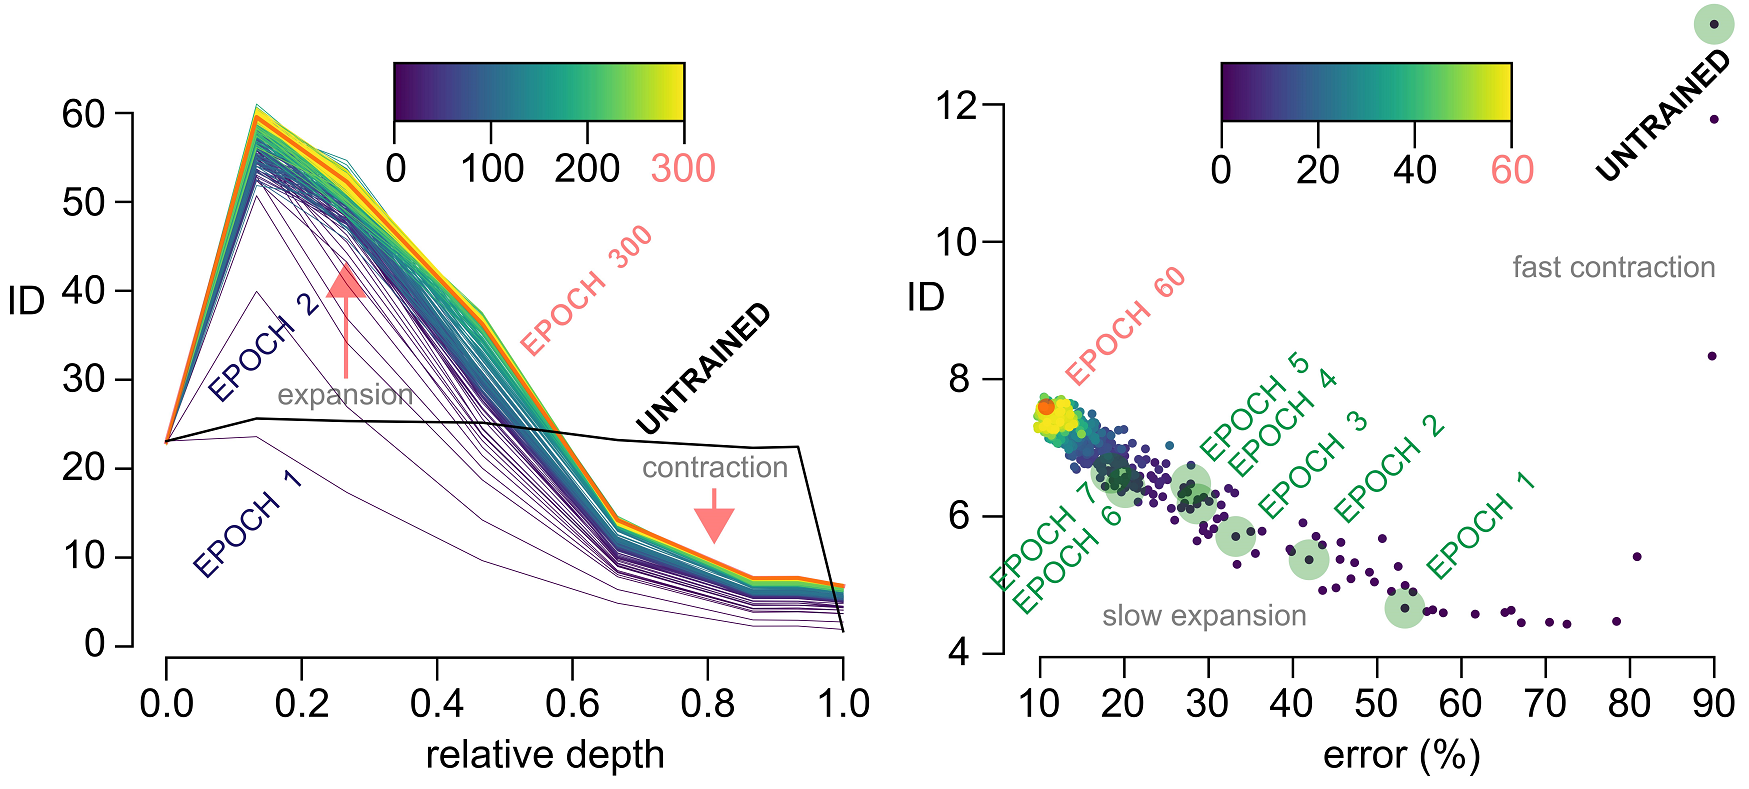 60
50
40
30
20
10
0
ID
0 100 200 300
EPOCH 300
EPOCH 2
expansion
UNTRAINED
contraction
EPOCH 1
0.0 0.2 0.4 0.6 0.8 1.0
relative depth
12
10
8
6
4
ID
0 20 40 60
UNTRAINED
fast contraction
EPOCH 60
EPOCH 5
EPOCH 4
EPOCH 3
EPOCH 2
EPOCH 1
EPOCH 7
EPOCH 6
slow expansion
10 20 30 40 50 60 70 80 90
error (%)